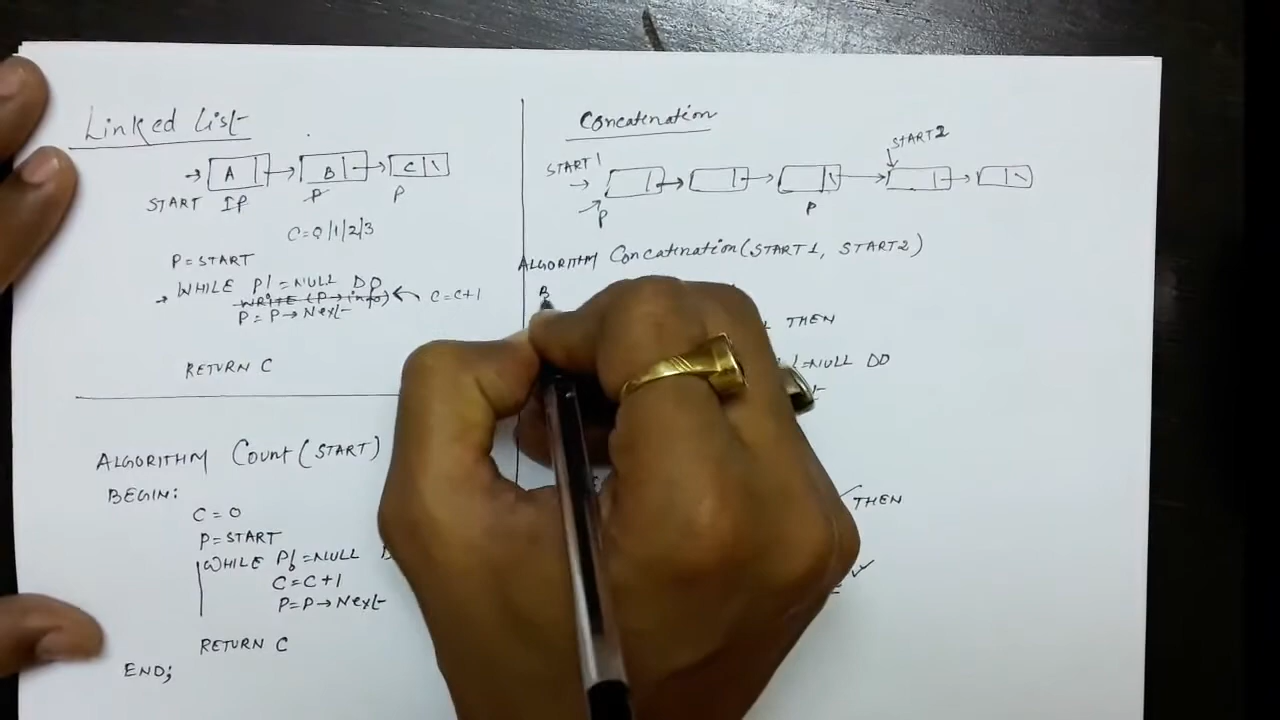 Linked List
A B C
START IP P P
C=0/1/2/3
P=START
WHILE P!=NULL DO
WRITE (P→info) C=C+1
P=P→Next
RETURN C
ALGORITHM Count(START)
BEGIN:
C=0
P=START
WHILE P!=NULL
C=C+1
P=P→Next
RETURN C
END;
Concatenation
START1 START2
P P
ALGORITHM Concatenation(START1, START2)
B
THEN
!=NULL DO
THEN